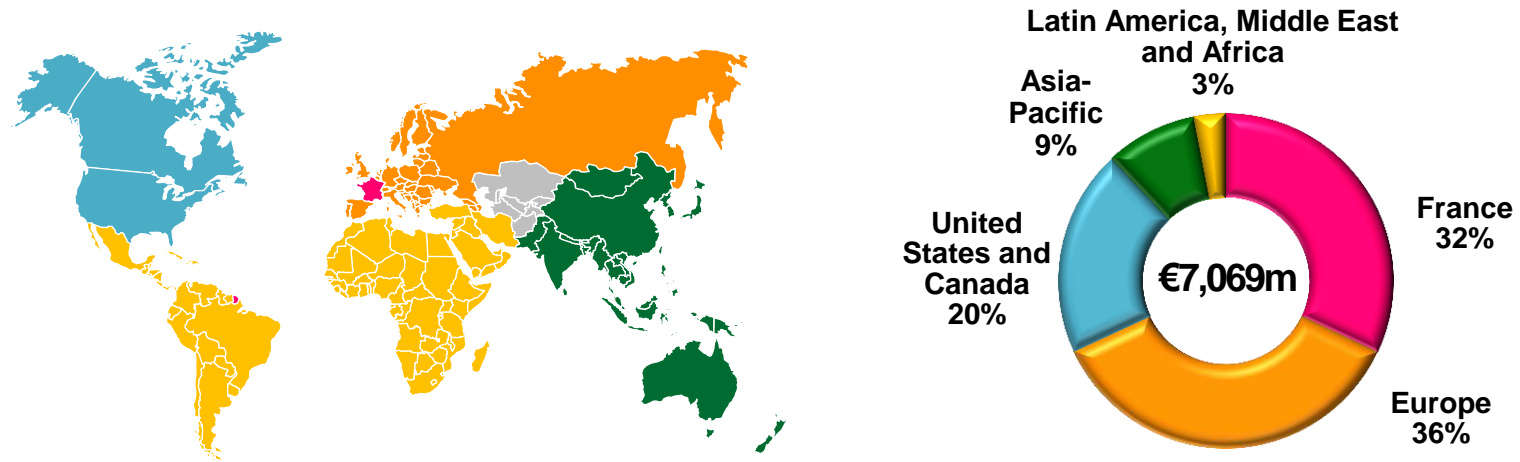 Latin America, Middle East
and Africa
3%
Asia-
Pacific
9%
United
States and
Canada
20%
€7,069m
France
32%
Europe
36%